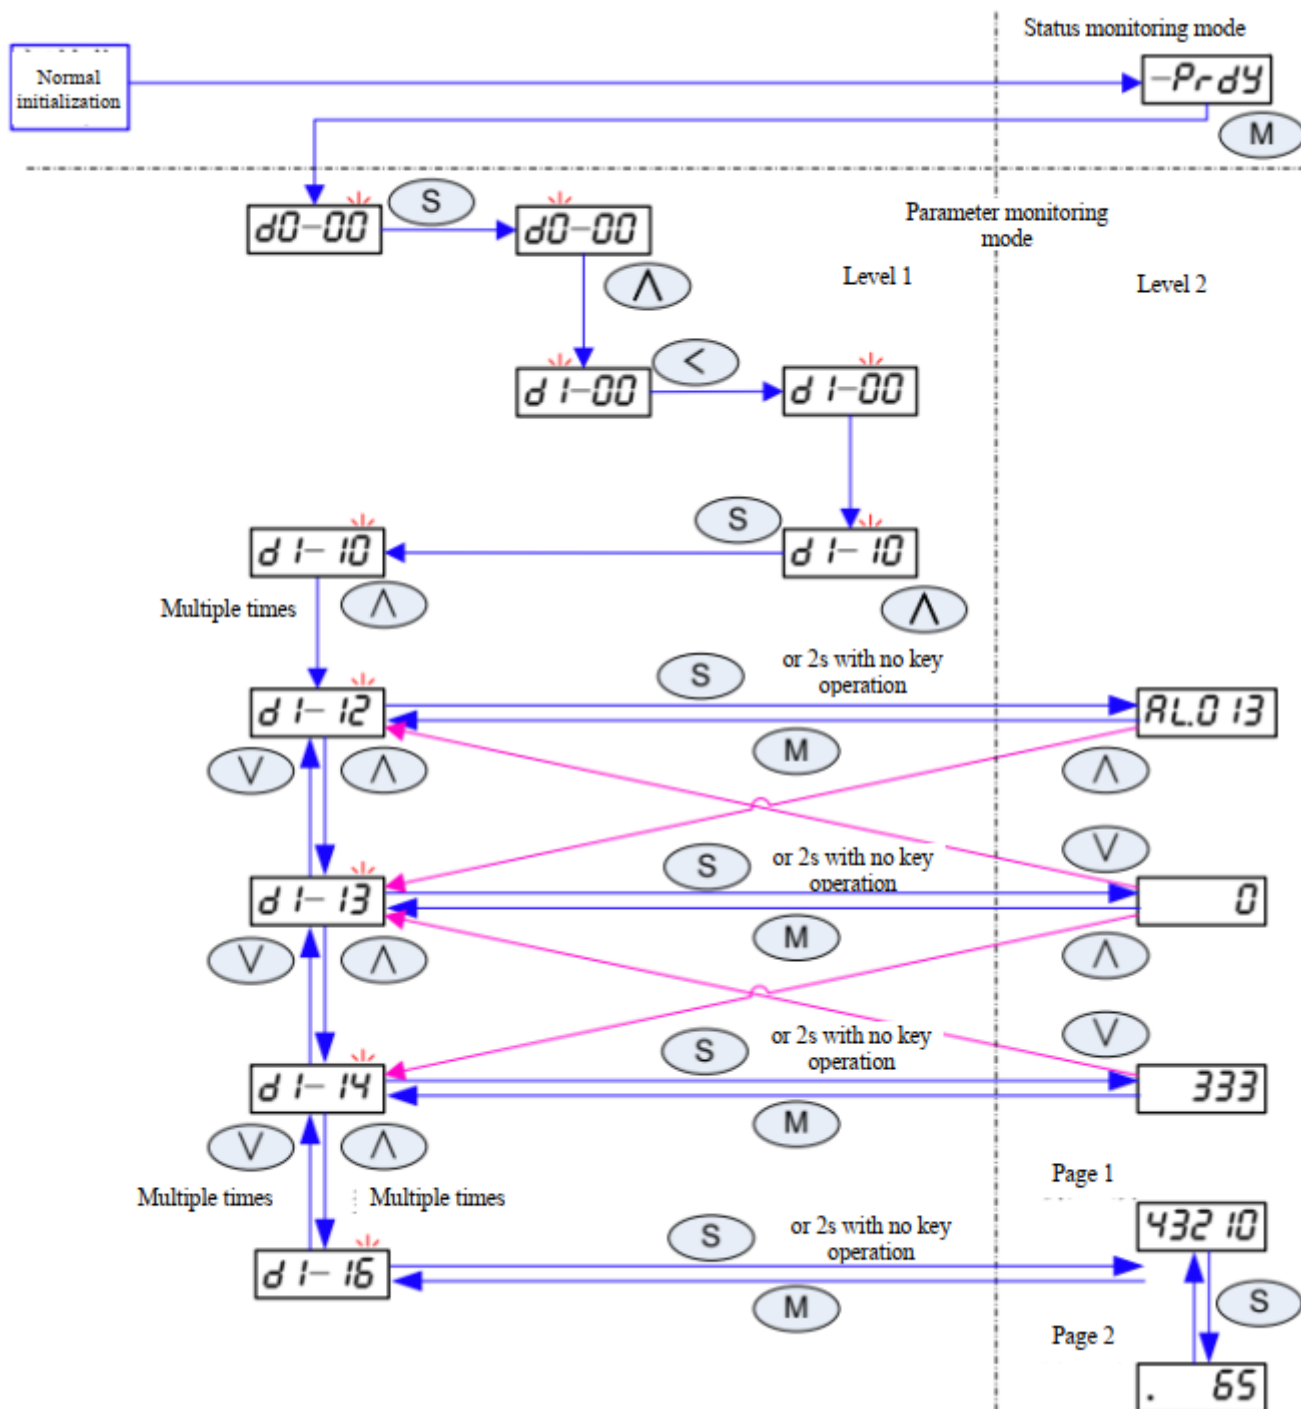 Status monitoring mode
Normal
initialization
-Prdy
M
d0-00
S
d0-00
Parameter monitoring
mode
Level 1
Level 2
∧
d1-00
<
d1-00
S
d1-10
d1-10
Multiple times
∧
∧
S
or 2s with no key
operation
d1-12
AL.013
M
∨
∧
∧
∨
S
or 2s with no key
operation
d1-13
0
M
∨
∧
∧
∨
S
or 2s with no key
operation
d1-14
333
M
∨
∧
Multiple times
Multiple times
Page 1
43210
S
or 2s with no key
operation
d1-16
M
S
Page 2
. 65